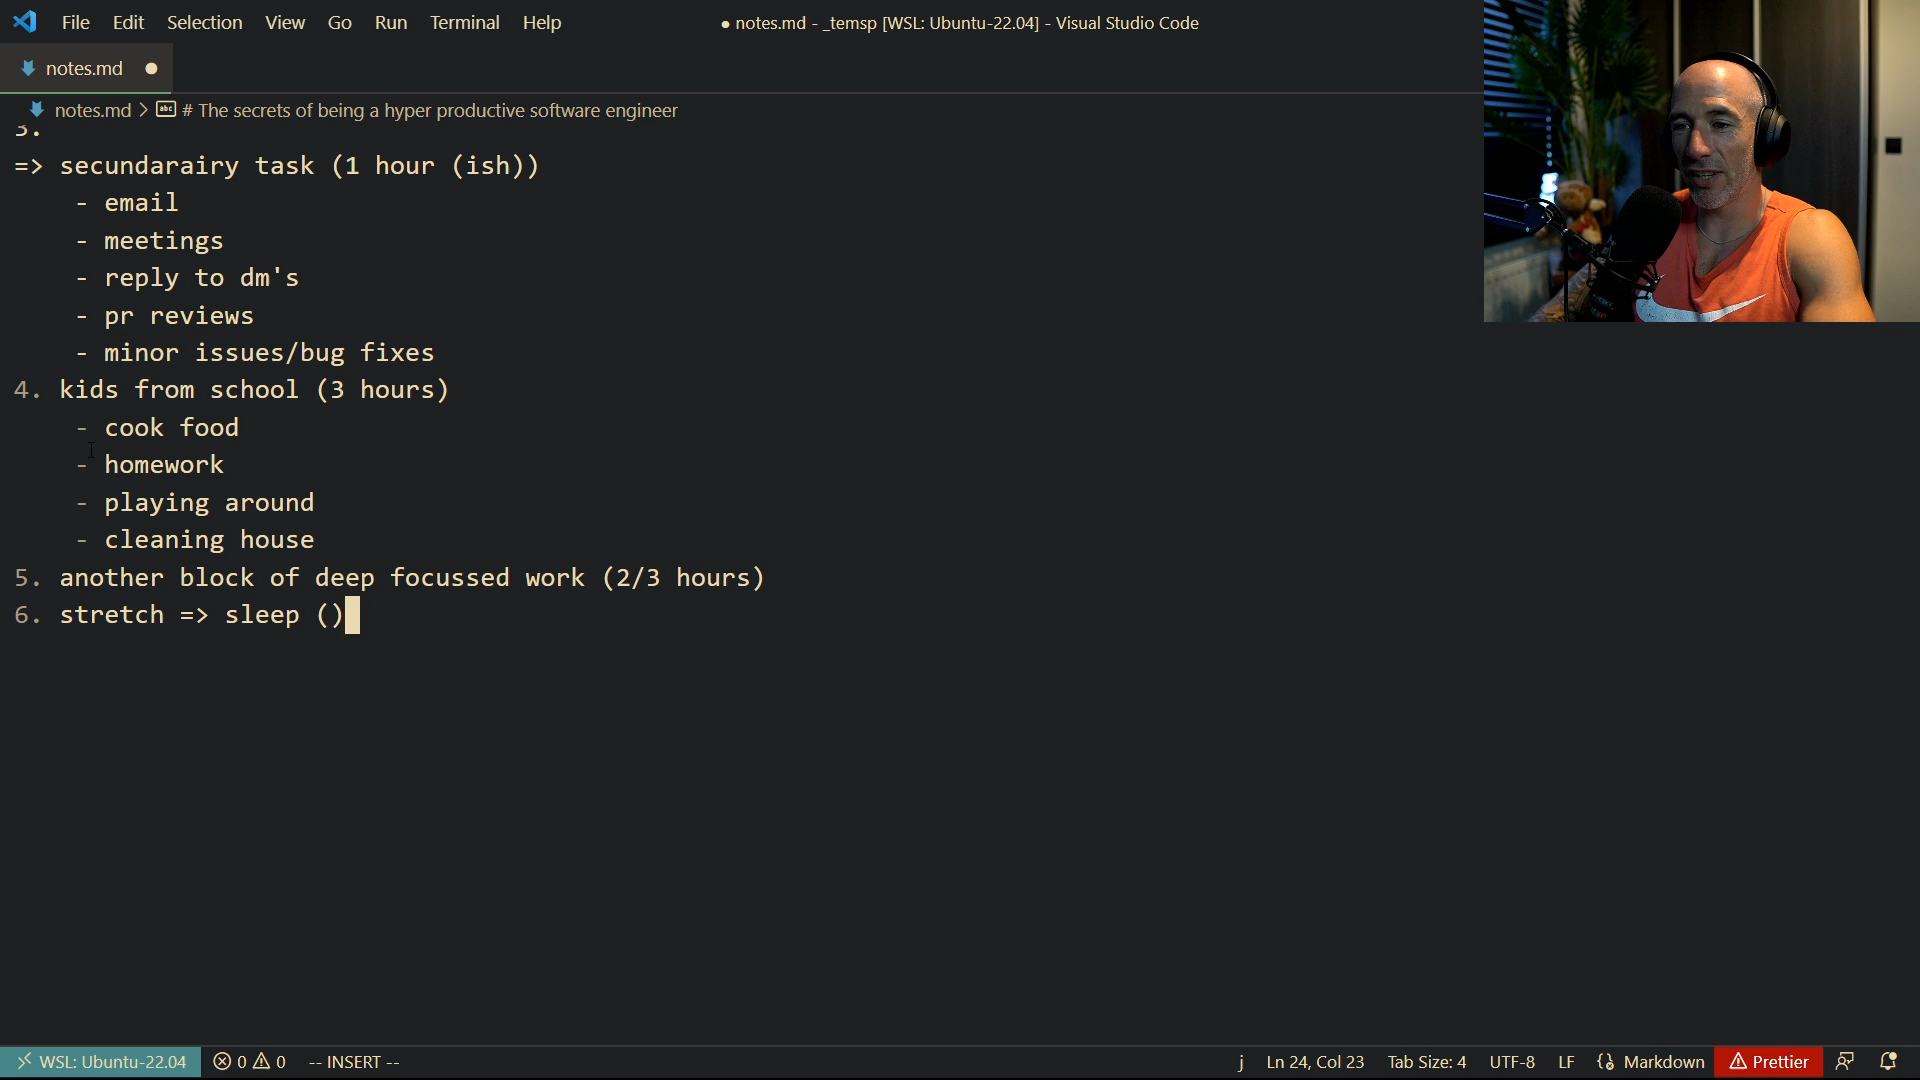 File Edit Selection View Go Run Terminal Help
● notes.md - _temsp [WSL: Ubuntu-22.04] - Visual Studio Code
notes.md
notes.md > # The secrets of being a hyper productive software engineer
3.
=> secundarairy task (1 hour (ish))
- email
- meetings
- reply to dm's
- pr reviews
- minor issues/bug fixes
4. kids from school (3 hours)
- cook food
- homework
- playing around
- cleaning house
5. another block of deep focussed work (2/3 hours)
6. stretch => sleep ()
WSL: Ubuntu-22.04 0 0 -- INSERT -- j Ln 24, Col 23 Tab Size: 4 UTF-8 LF Markdown Prettier